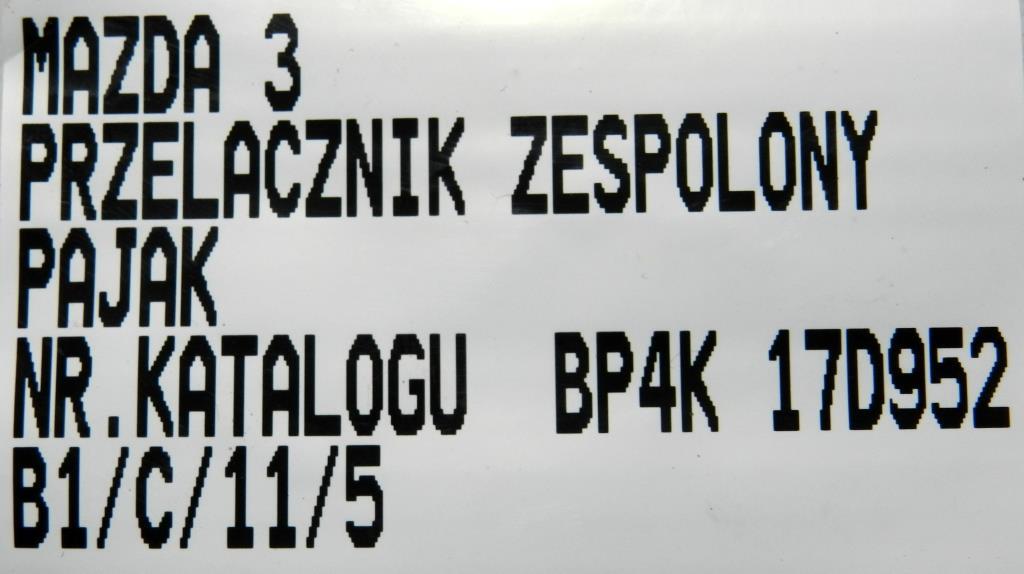 MAZDA 3
PRZELACZNIK ZESPOLONY
PAJAK
NR.KATALOGU BP4K 17D952
B1/C/11/5